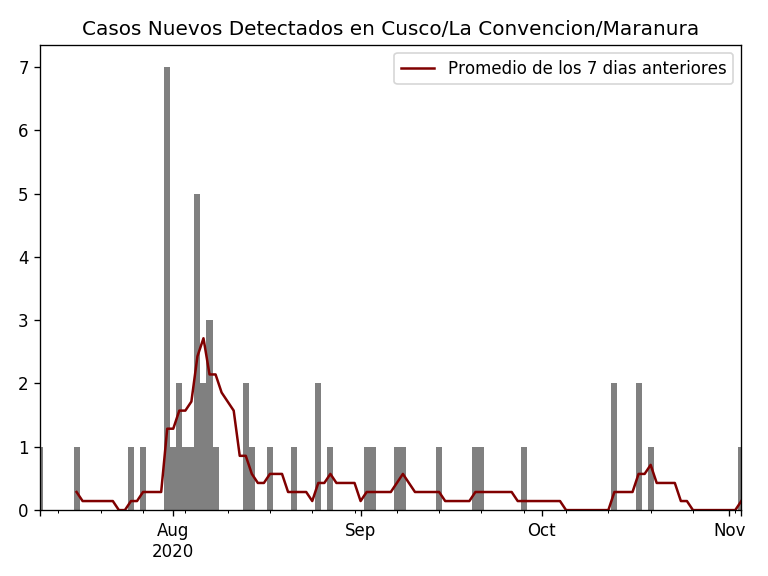 Casos Nuevos Detectados en Cusco/La Convencion/Maranura
Promedio de los 7 dias anteriores
7
6
5
4
3
2
1
0
Aug
2020
Sep
Oct
Nov